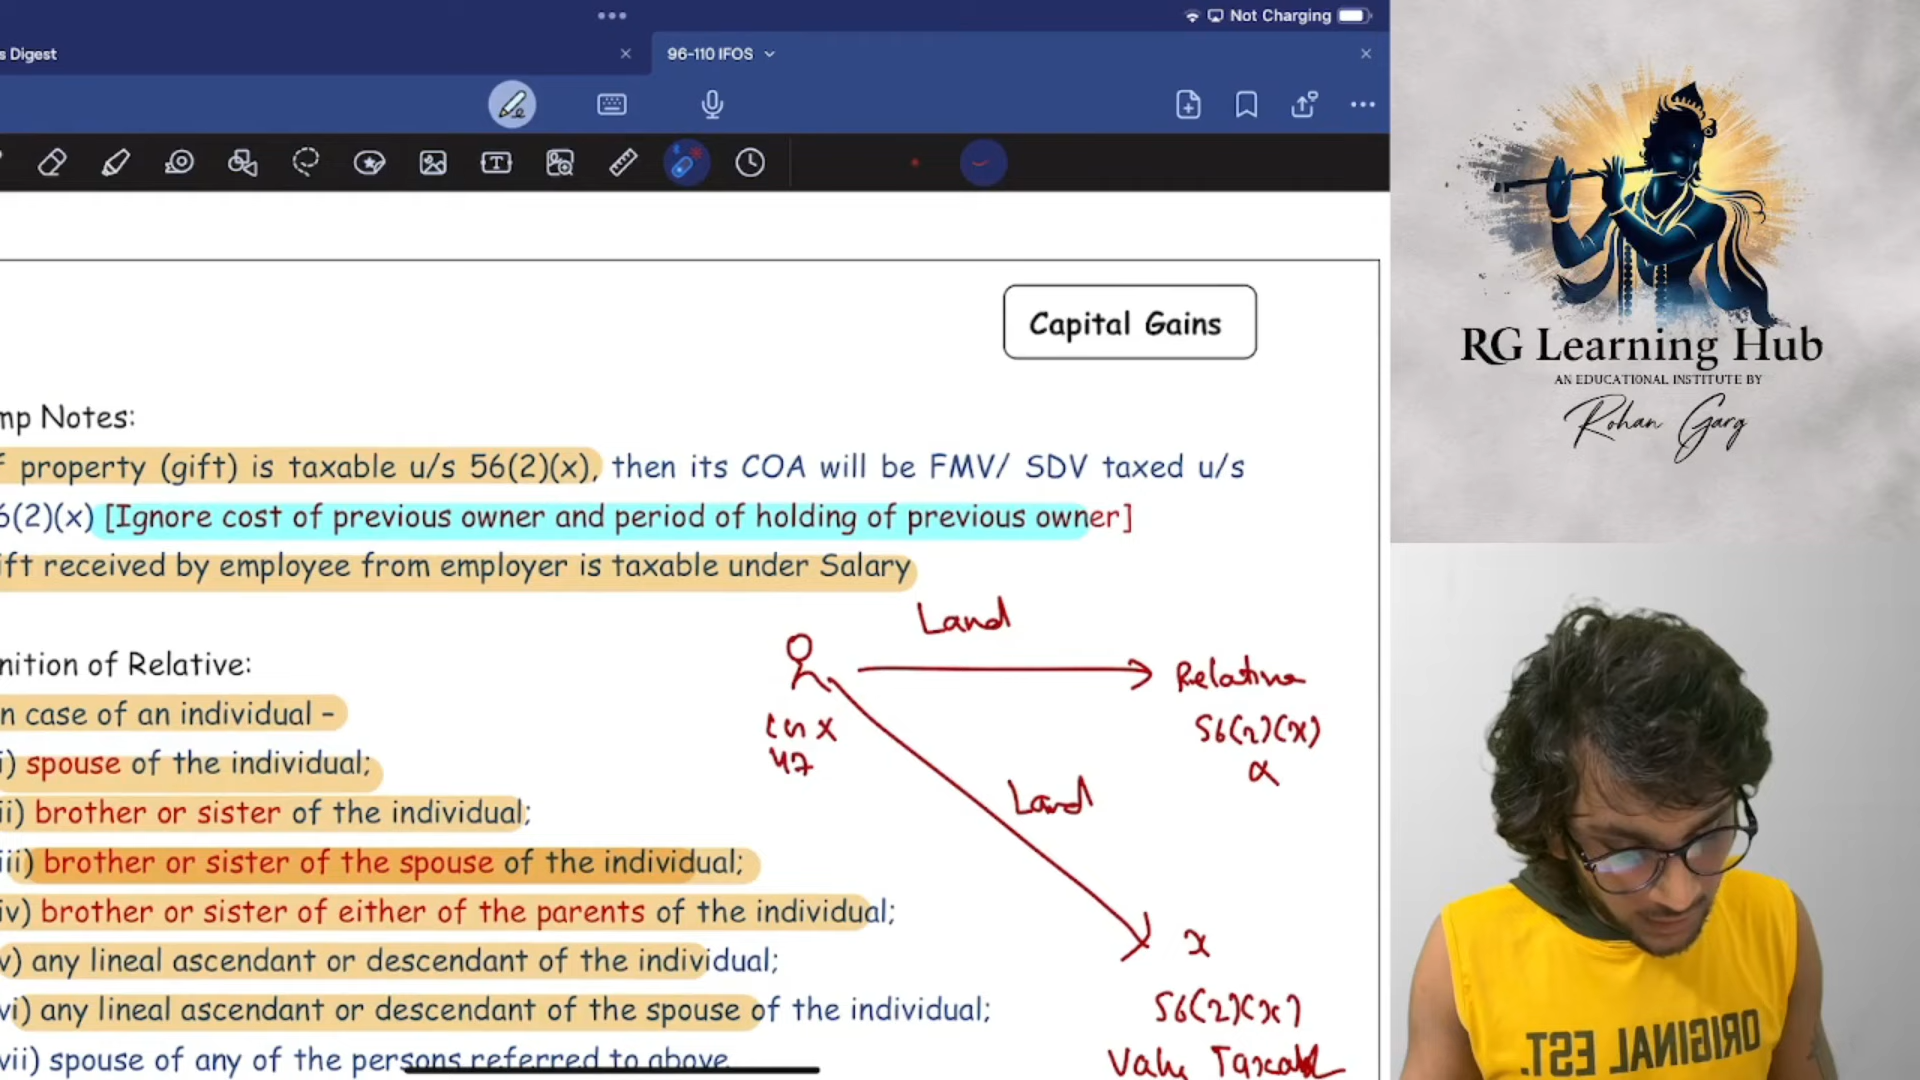 Not Charging
s Digest
96-110 IFOS
Capital Gains
mp Notes:
f property (gift) is taxable u/s 56(2)(x), then its COA will be FMV/ SDV taxed u/s
6(2)(x) [Ignore cost of previous owner and period of holding of previous owner]
ift received by employee from employer is taxable under Salary
Land
nition of Relative:
Relative
n case of an individual –
CG x
56(2)(x)
i) spouse of the individual;
47
x
ii) brother or sister of the individual;
Land
iii) brother or sister of the spouse of the individual;
iv) brother or sister of either of the parents of the individual;
v) any lineal ascendant or descendant of the individual;
x
vi) any lineal ascendant or descendant of the spouse of the individual;
56(2)(x)
vii) spouse of any of the persons referred to above
Value
RG Learning Hub
AN EDUCATIONAL INSTITUTE BY
Rohan Garg
ORIGINAL
EST.